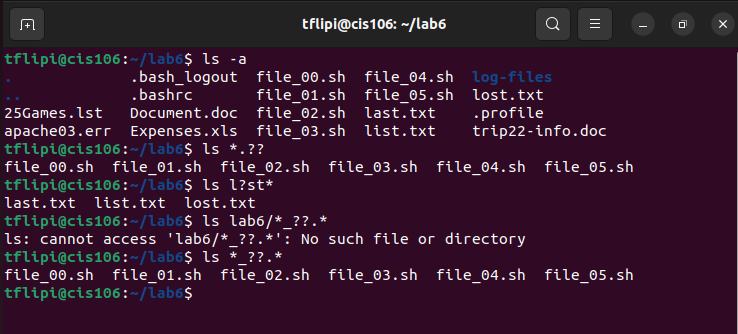 tflipi@cis106: ~/lab6
tflipi@cis106:~/lab6$ ls -a
.              .bash_logout  file_00.sh  file_04.sh  log-files
..             .bashrc       file_01.sh  file_05.sh  lost.txt
25Games.lst    Document.doc  file_02.sh  last.txt    .profile
apache03.err   Expenses.xls  file_03.sh  list.txt    trip22-info.doc
tflipi@cis106:~/lab6$ ls *.??
file_00.sh  file_01.sh  file_02.sh  file_03.sh  file_04.sh  file_05.sh
tflipi@cis106:~/lab6$ ls l?st*
last.txt  list.txt  lost.txt
tflipi@cis106:~/lab6$ ls lab6/*_??.*
ls: cannot access 'lab6/*_??.*': No such file or directory
tflipi@cis106:~/lab6$ ls *_??.*
file_00.sh  file_01.sh  file_02.sh  file_03.sh  file_04.sh  file_05.sh
tflipi@cis106:~/lab6$